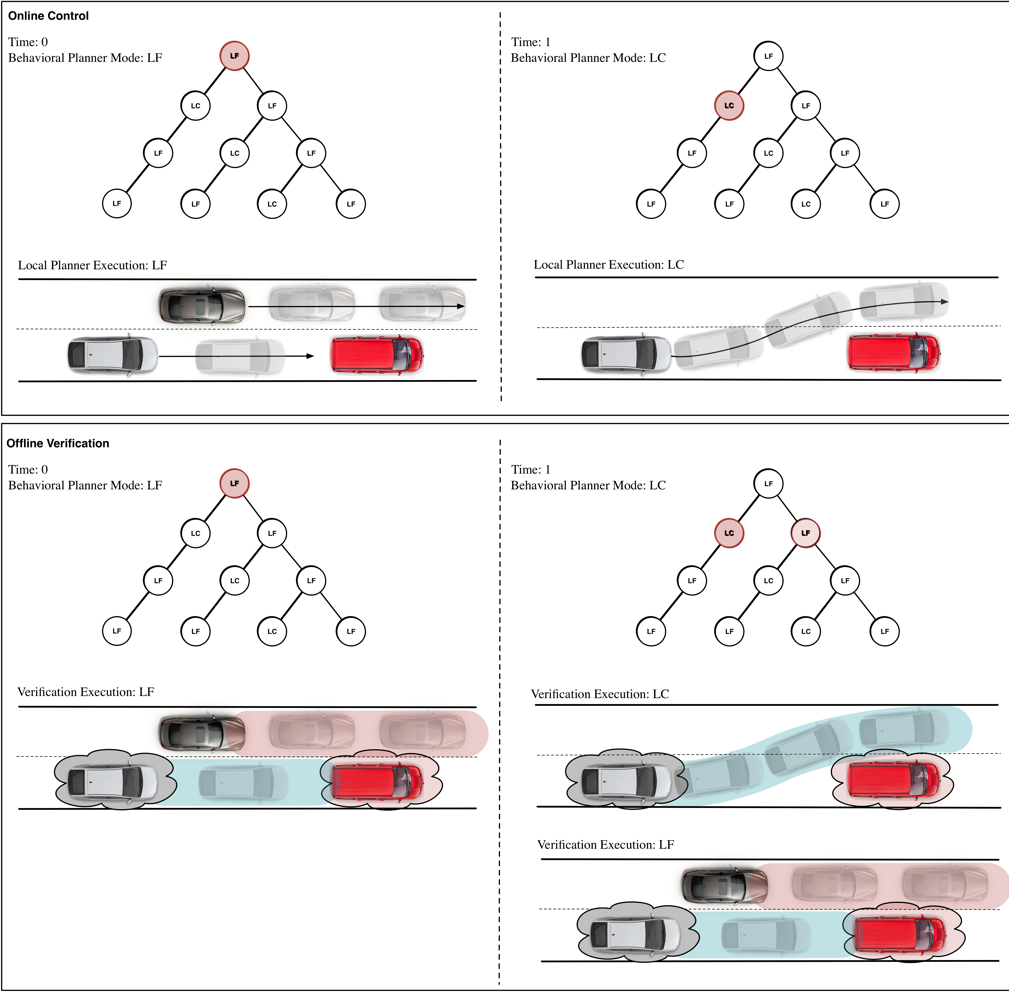 Online Control
Time: 0
Behavioral Planner Mode: LF
LF
LC
LF
LF
LC
LF
LF
LF
LC
LF
Local Planner Execution: LF
Time: 1
Behavioral Planner Mode: LC
LF
LC
LF
LF
LC
LF
LF
LF
LC
LF
Local Planner Execution: LC
Offline Verification
Time: 0
Behavioral Planner Mode: LF
LF
LC
LF
LF
LC
LF
LF
LF
LC
LF
Verification Execution: LF
Time: 1
Behavioral Planner Mode: LC
LF
LC
LF
LF
LC
LF
LF
LF
LC
LF
Verification Execution: LC
Verification Execution: LF